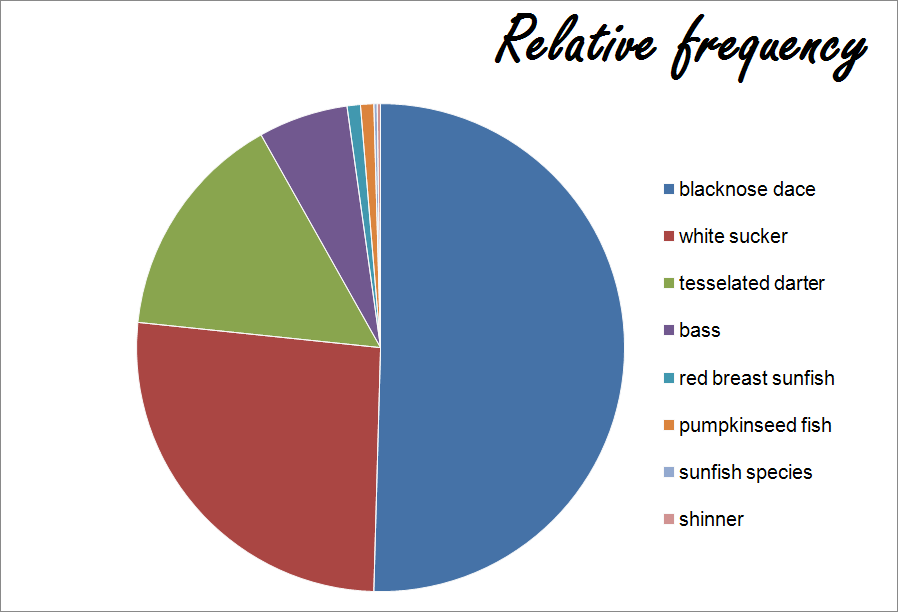 Relative frequency
blacknose dace
white sucker
tesselated darter
bass
red breast sunfish
pumpkinseed fish
sunfish species
shinner